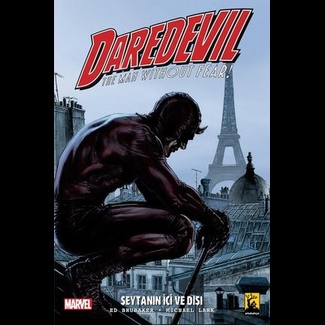 DAREDEVIL
THE MAN WITHOUT FEAR!
ŞEYTANIN İÇİ VE DIŞI
ED BRUBAKER • MICHAEL LARK
MARVEL